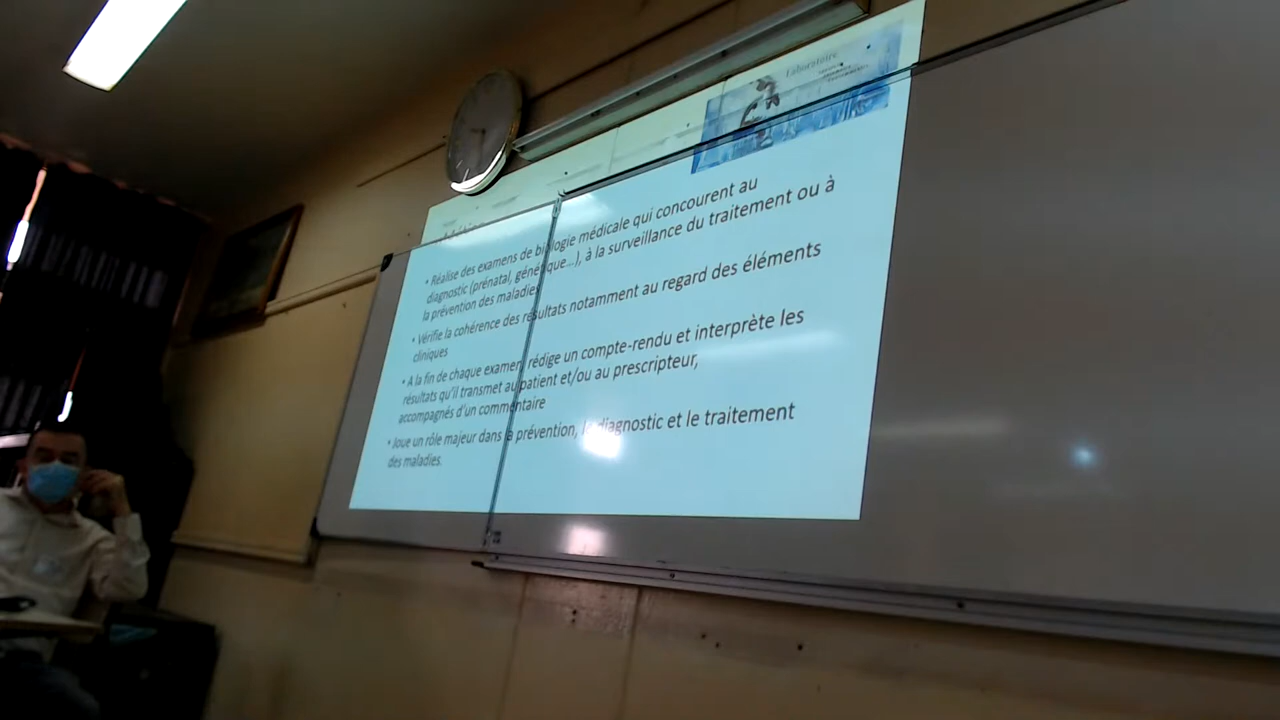 Laboratoire
• Réalise des examens de biologie médicale qui concourent au
diagnostic (prénatal, génétique...), à la surveillance du traitement ou à
la prévention des maladies
• Vérifie la cohérence des résultats notamment au regard des éléments
cliniques
• A la fin de chaque examen, rédige un compte-rendu et interprète les
résultats qu'il transmet au patient et/ou au prescripteur,
accompagnés d'un commentaire
• Joue un rôle majeur dans la prévention, le diagnostic et le traitement
des maladies.